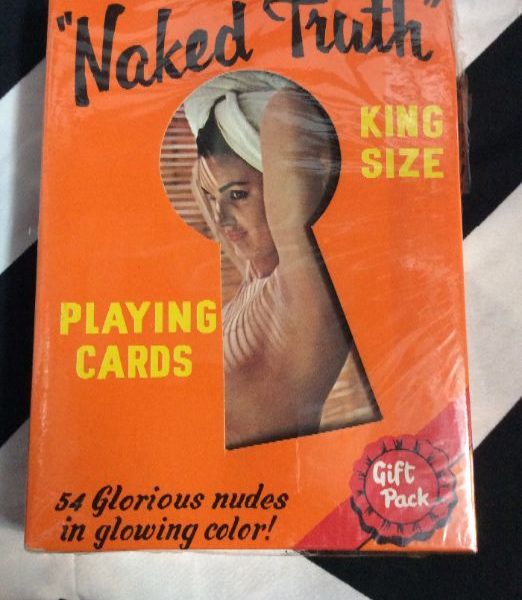 "Naked Truth"
KING
SIZE
PLAYING
CARDS
54 Glorious nudes
in glowing color!
Gift
Pack